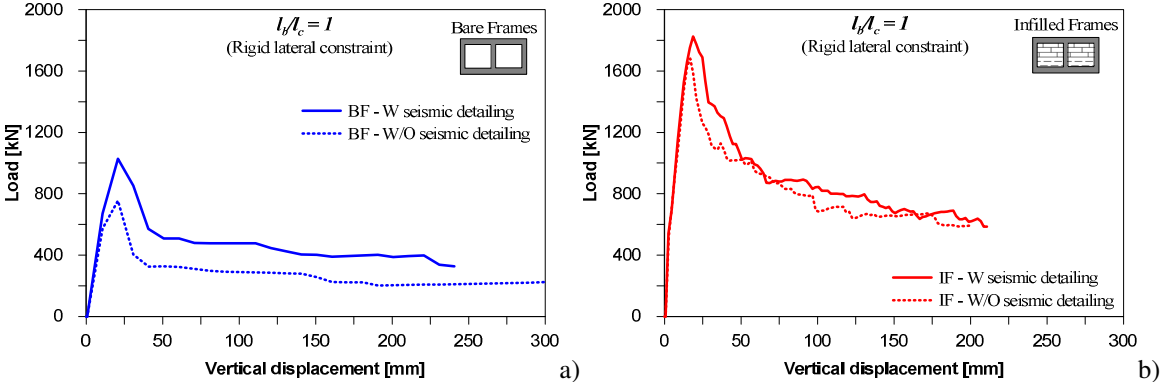 l_b/l_c = 1
(Rigid lateral constraint)
Bare Frames
BF - W seismic detailing
BF - W/O seismic detailing
Load [kN]
2000
1600
1200
800
400
0
0 50 100 150 200 250 300
Vertical displacement [mm]
a)
l_b/l_c = 1
(Rigid lateral constraint)
Infilled Frames
IF - W seismic detailing
IF - W/O seismic detailing
Load [kN]
2000
1600
1200
800
400
0
0 50 100 150 200 250 300
Vertical displacement [mm]
b)